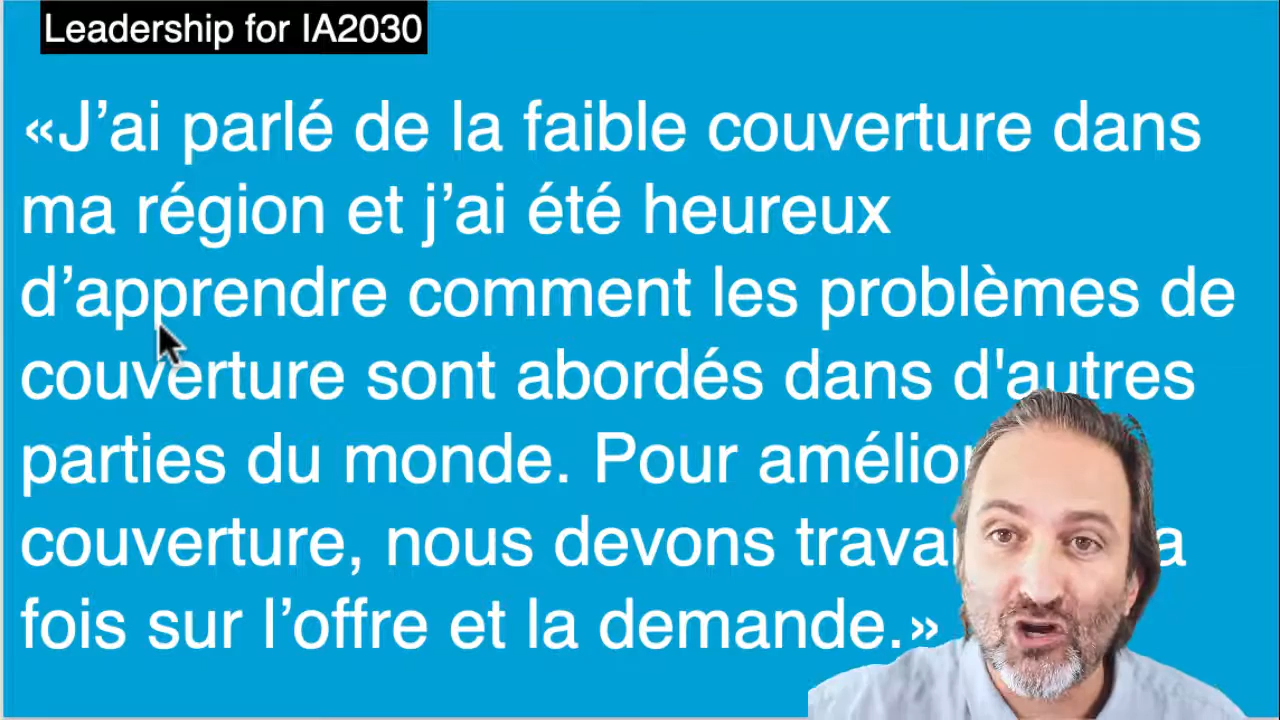 Leadership for IA2030
«J’ai parlé de la faible couverture dans
ma région et j’ai été heureux
d’apprendre comment les problèmes de
couverture sont abordés dans d'autres
parties du monde. Pour
couverture, nous devons
fois sur l’offre et la demande.»